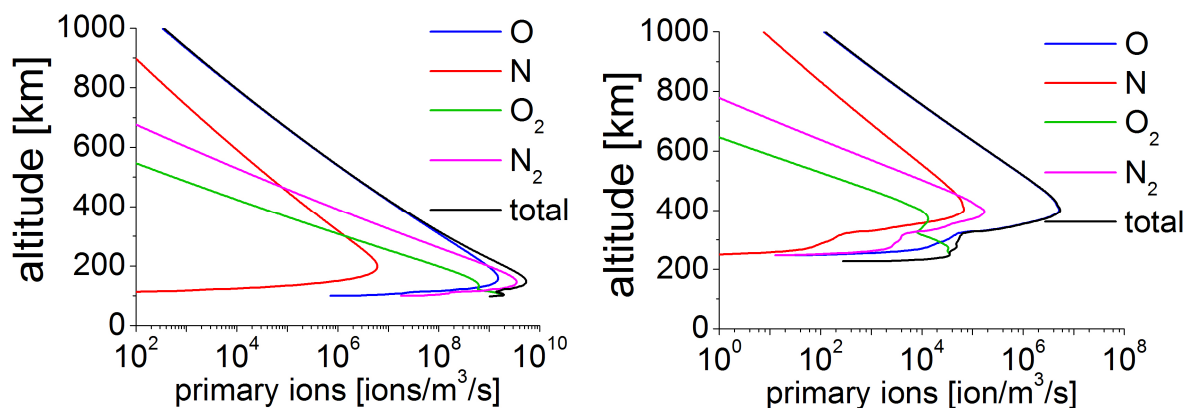 1000
800
600
400
200
0
altitude [km]
O
N
O2
N2
total
10^2 10^4 10^6 10^8 10^10
primary ions [ions/m^3/s]
1000
800
600
400
200
0
altitude [km]
O
N
O2
N2
total
10^0 10^2 10^4 10^6 10^8
primary ions [ion/m^3/s]